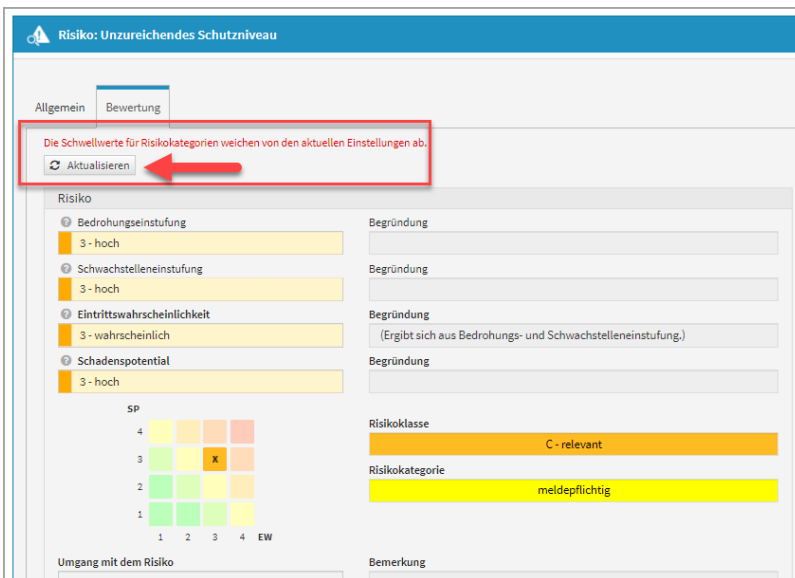 Risiko: Unzureichendes Schutzniveau
Allgemein Bewertung
Die Schwellwerte für Risikokategorien weichen von den aktuellen Einstellungen ab.
Aktualisieren
Risiko
Bedrohungseinstufung Begründung
3 - hoch
Schwachstelleneinstufung Begründung
3 - hoch
Eintrittswahrscheinlichkeit Begründung
3 - wahrscheinlich (Ergibt sich aus Bedrohungs- und Schwachstelleneinstufung.)
Schadenspotential Begründung
3 - hoch
SP
4
Risikoklasse
C - relevant
3 X
Risikokategorie
meldepflichtig
2
1
1 2 3 4 EW
Umgang mit dem Risiko Bemerkung